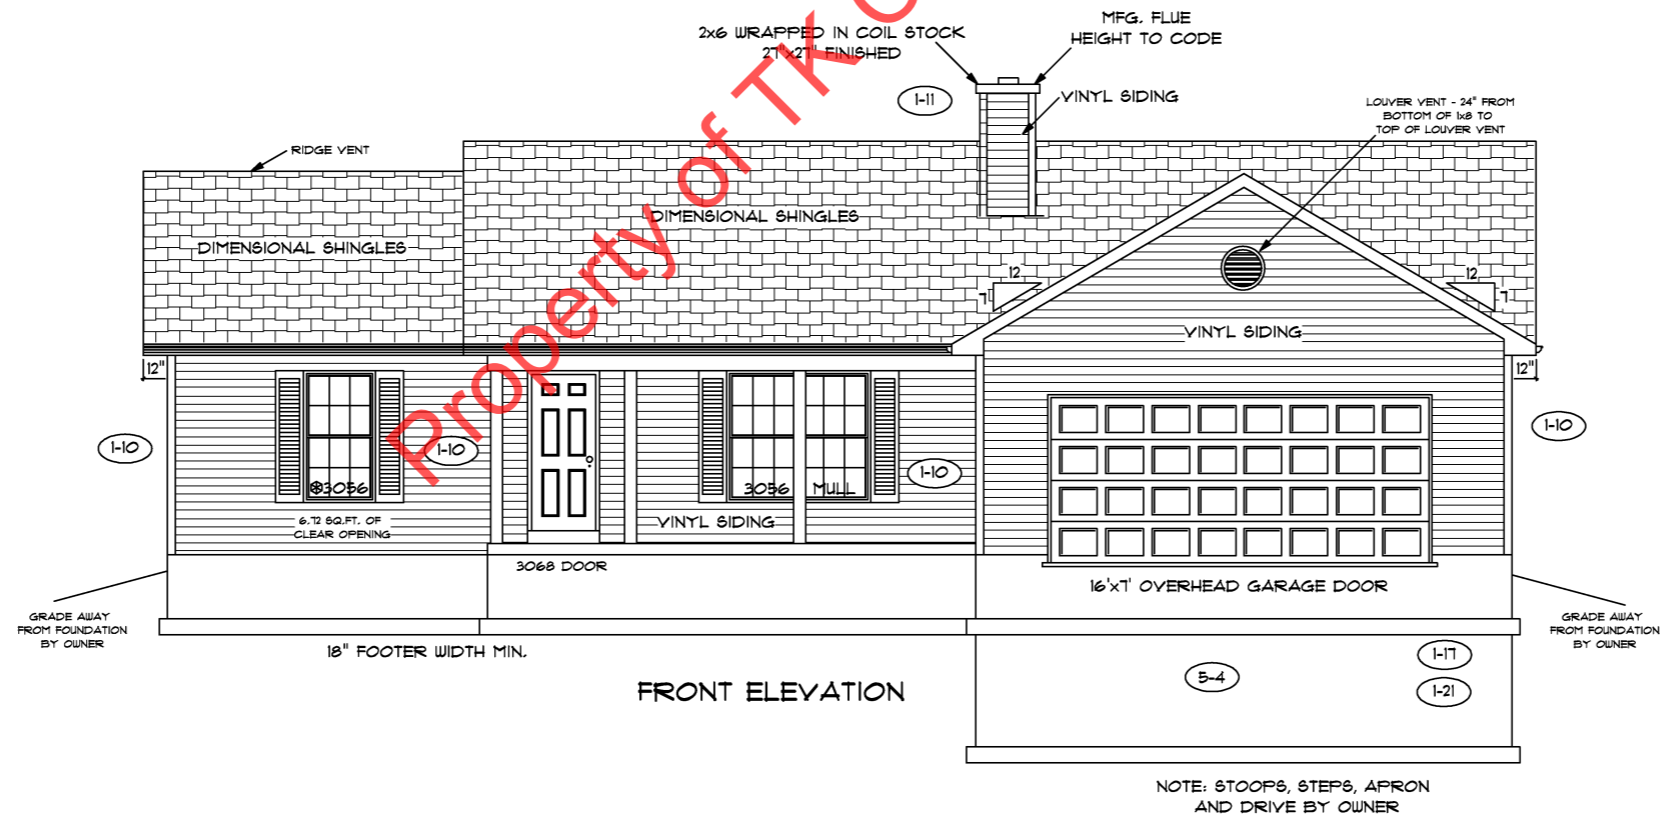 2x6 WRAPPED IN COIL STOCK
27"x27" FINISHED
MFG. FLUE
HEIGHT TO CODE
1-11
VINYL SIDING
LOUVER VENT - 24" FROM
BOTTOM OF 1x8 TO
TOP OF LOUVER VENT
RIDGE VENT
DIMENSIONAL SHINGLES
DIMENSIONAL SHINGLES
12
7
12
7
VINYL SIDING
12"
12"
1-10
1-10
1-10
1-10
3056
3056 MULL
6.72 SQ.FT. OF
CLEAR OPENING
VINYL SIDING
3068 DOOR
16'x7' OVERHEAD GARAGE DOOR
GRADE AWAY
FROM FOUNDATION
BY OWNER
GRADE AWAY
FROM FOUNDATION
BY OWNER
18" FOOTER WIDTH MIN.
FRONT ELEVATION
5-4
1-17
1-21
NOTE: STOOPS, STEPS, APRON
AND DRIVE BY OWNER
Property of TK